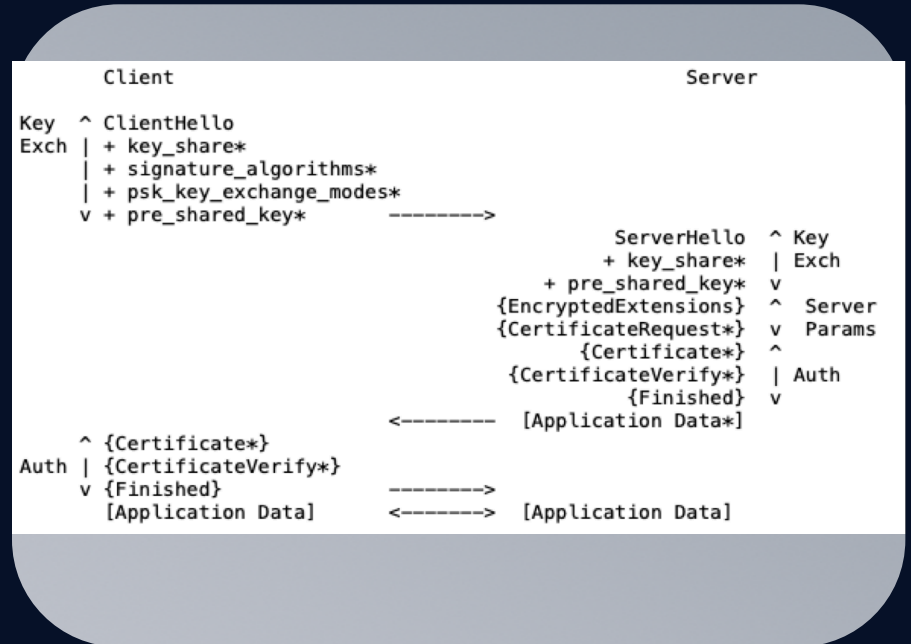 Client Server
Key ^ ClientHello
Exch | + key_share*
| + signature_algorithms*
| + psk_key_exchange_modes*
v + pre_shared_key* -------->
ServerHello ^ Key
+ key_share* | Exch
+ pre_shared_key* v
{EncryptedExtensions} ^ Server
{CertificateRequest*} v Params
{Certificate*} ^
{CertificateVerify*} | Auth
{Finished} v
<-------- [Application Data*]
^ {Certificate*}
Auth | {CertificateVerify*}
v {Finished} -------->
[Application Data] <-------> [Application Data]